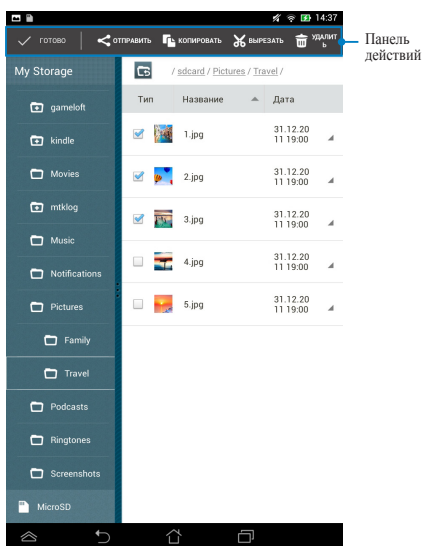 14:37
ГОТОВО ОТПРАВИТЬ КОПИРОВАТЬ ВЫРЕЗАТЬ УДАЛИТ
Ь
Панель
действий
My Storage
gameloft
kindle
Movies
mtklog
Music
Notifications
Pictures
Family
Travel
Podcasts
Ringtones
Screenshots
MicroSD
/ sdcard / Pictures / Travel /
Тип Название Дата
1.jpg 31.12.20
11 19:00
2.jpg 31.12.20
11 19:00
3.jpg 31.12.20
11 19:00
4.jpg 31.12.20
11 19:00
5.jpg 31.12.20
11 19:00